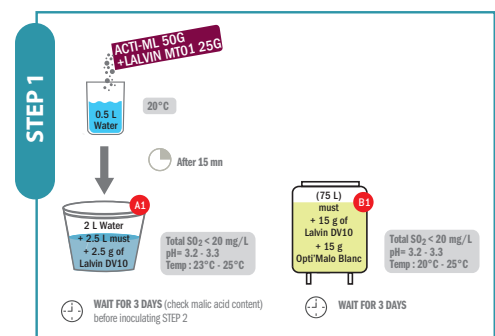 STEP 1
ACTI-ML 50G
+LALVIN MT01 25G
0.5 L
Water
20°C
After 15 mn
A1
2 L Water
+ 2.5 L must
+ 2.5 g of
Lalvin DV10
Total SO₂ < 20 mg/L
pH= 3.2 - 3.3
Temp : 23°C - 25°C
WAIT FOR 3 DAYS (check malic acid content)
before inoculating STEP 2
B1
(75 L)
must
+ 15 g of
Lalvin DV10
+ 15 g
Opti'Malo Blanc
Total SO₂ < 20 mg/L
pH= 3.2 - 3.3
Temp : 20°C - 25°C
WAIT FOR 3 DAYS